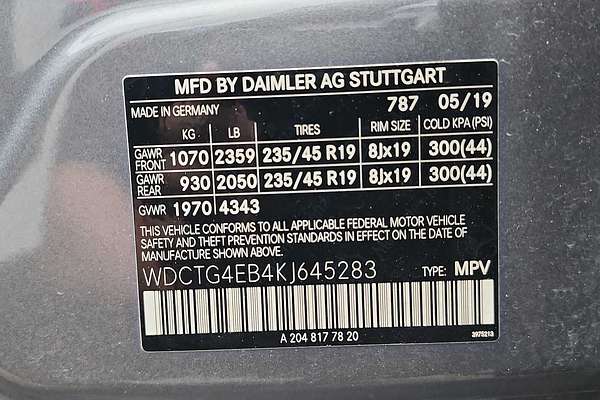 MFD BY DAIMLER AG STUTTGART
MADE IN GERMANY 787 05/19
KG LB TIRES RIM SIZE COLD KPA (PSI)
GAWR FRONT 1070 2359 235/45 R19 8Jx19 300(44)
GAWR REAR 930 2050 235/45 R19 8Jx19 300(44)
GVWR 1970 4343
THIS VEHICLE CONFORMS TO ALL APPLICABLE FEDERAL MOTOR VEHICLE
SAFETY AND THEFT PREVENTION STANDARDS IN EFFECT ON THE DATE
OF MANUFACTURE SHOWN ABOVE.
WDCTG4EB4KJ645283 TYPE: MPV
A 204 817 78 20 3975213